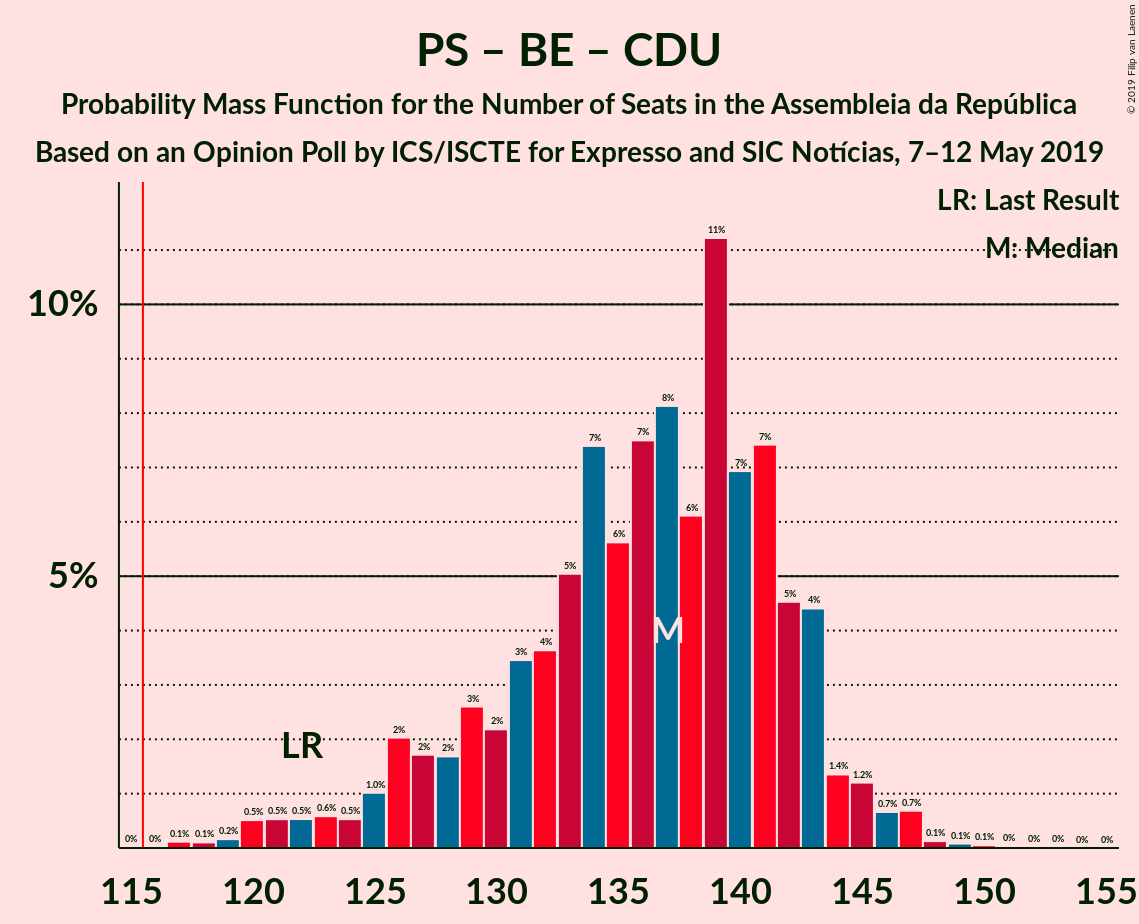 PS – BE – CDU
Probability Mass Function for the Number of Seats in the Assembleia da República
Based on an Opinion Poll by ICS/ISCTE for Expresso and SIC Notícias, 7–12 May 2019
© 2019 Filip van Laenen
LR: Last Result
M: Median
10%
5%
0% 0% 0.1% 0.1% 0.2% 0.5% 0.5% 0.5% 0.6% 0.5% 1.0% 2% 2% 2% 3% 2% 3% 4% 5% 7% 6% 7% 8% 6% 11% 7% 7% 5% 4% 1.4% 1.2% 0.7% 0.7% 0.1% 0.1% 0.1% 0% 0% 0% 0% 0%
LR
M
115 120 125 130 135 140 145 150 155